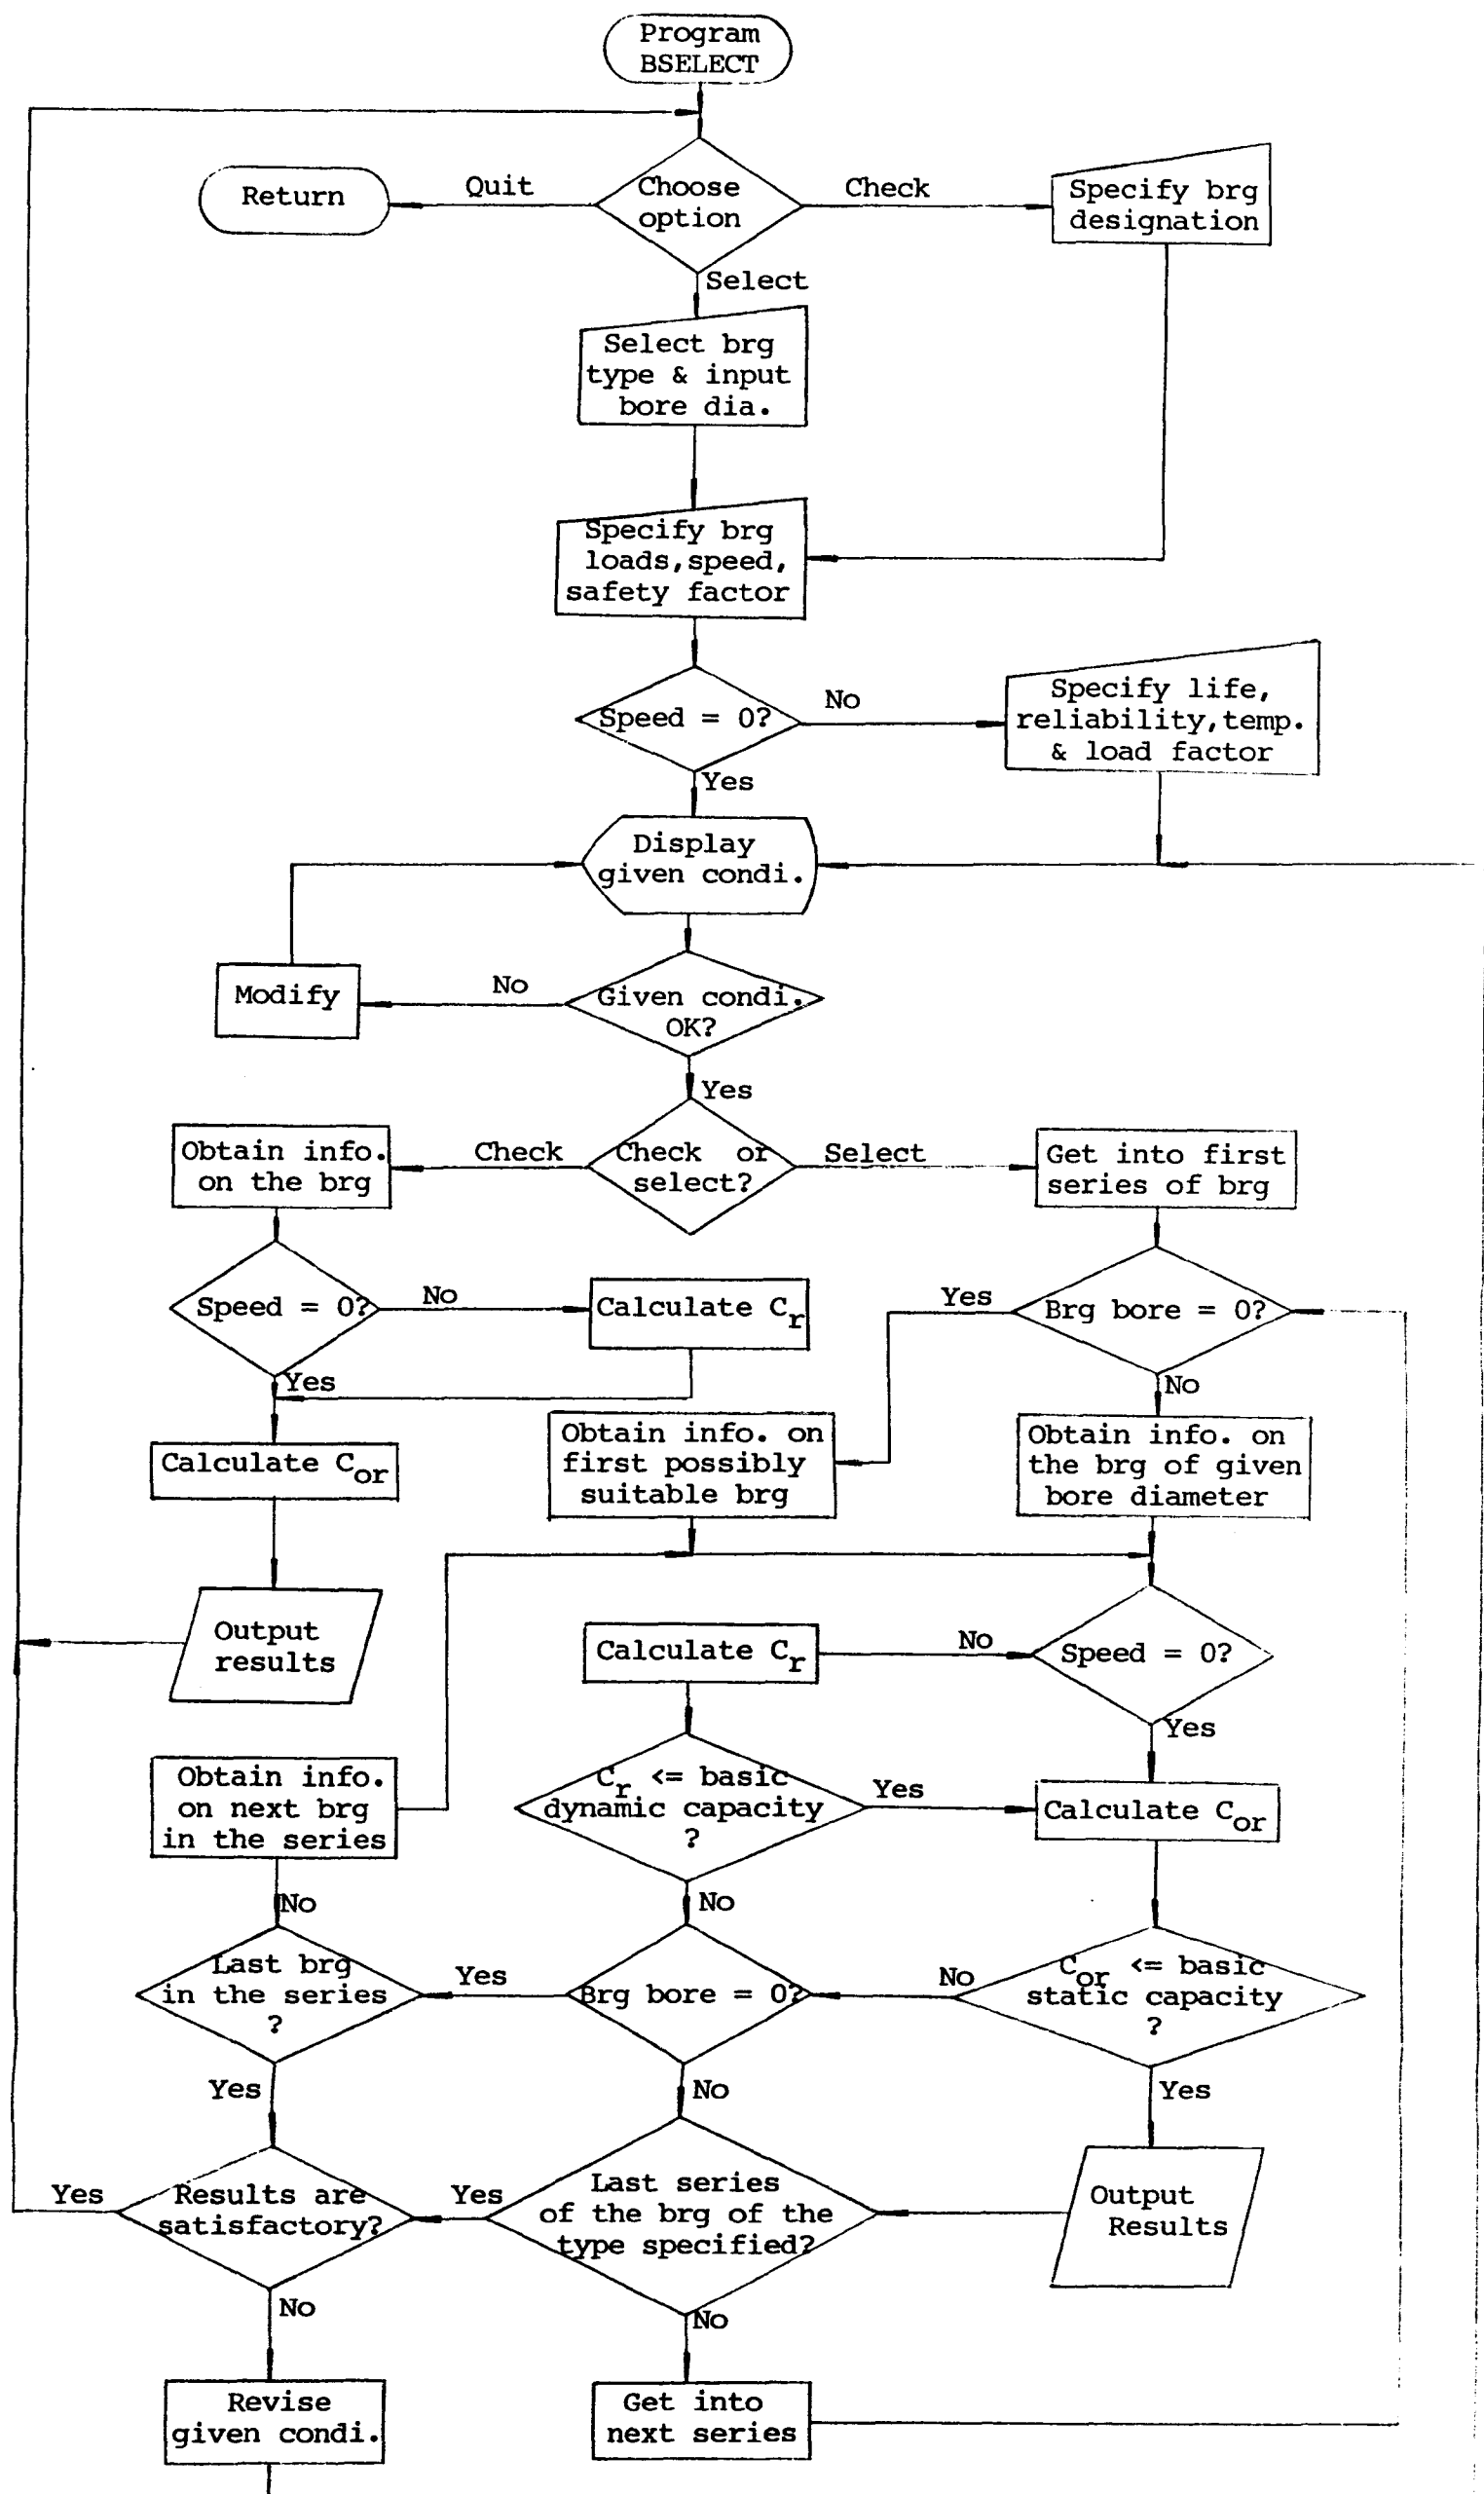 Program
BSELECT
Return
Quit
Choose
option
Check
Specify brg
designation
Select
Select brg
type & input
bore dia.
Specify brg
loads,speed,
safety factor
Speed = 0?
No
Specify life,
reliability,temp.
& load factor
Yes
Display
given condi.
Modify
No
Given condi.
OK?
Yes
Obtain info.
on the brg
Check
Check or
select?
Select
Get into first
series of brg
Speed = 0?
No
Calculate Cr
Yes
Brg bore = 0?
Yes
No
Calculate Cor
Obtain info. on
first possibly
suitable brg
Obtain info. on
the brg of given
bore diameter
Output
results
Calculate Cr
No
Speed = 0?
Yes
Obtain info.
on next brg
in the series
Cr <= basic
dynamic capacity
?
Yes
Calculate Cor
No
No
Last brg
in the series
?
Yes
Brg bore = 0?
No
Cor <= basic
static capacity
?
Yes
No
Yes
Yes
Results are
satisfactory?
Yes
Last series
of the brg of the
type specified?
Output
Results
No
No
Revise
given condi.
Get into
next series